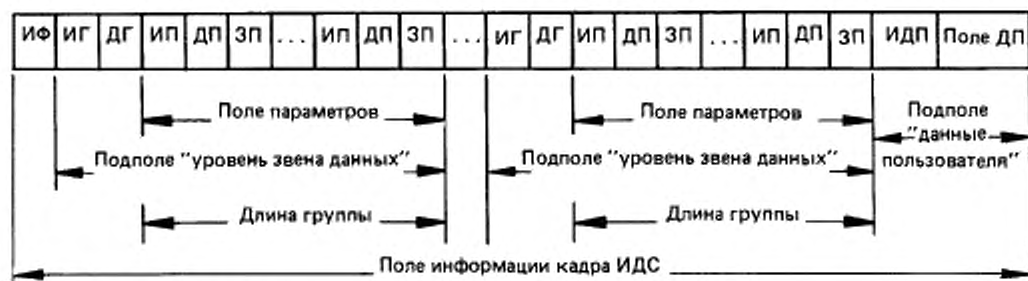 ИФ ИГ ДГ ИП ДП ЗП ... ИП ДП ЗП ... ИГ ДГ ИП ДП ЗП ... ИП ДП ЗП ИДП Поле ДП
Поле параметров Поле параметров Подполе
"данные
Подполе "уровень звена данных" Подполе "уровень звена данных" пользователя"
Длина группы Длина группы
Поле информации кадра ИДС